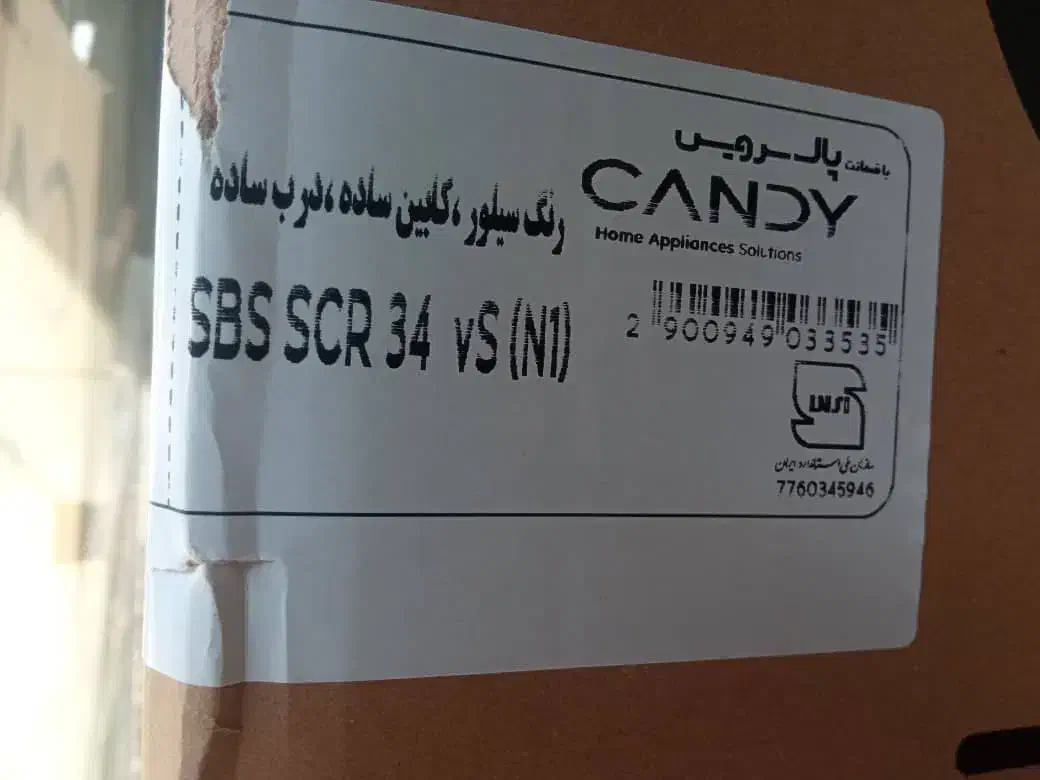 با ضمانت پال سرویس
CANDY
Home Appliances Solutions
رنگ سیلور ،کابین ساده ،درب ساده
SBS SCR 34 vS (N1)
2 900949 033535
سازمان ملی استاندارد ایران
7760345946